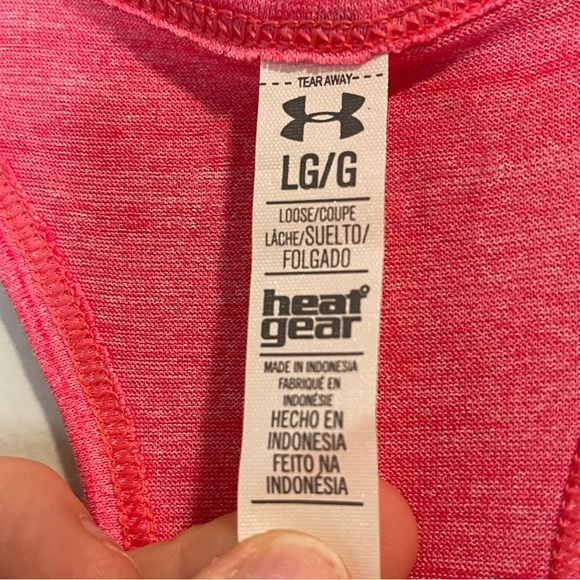 TEAR AWAY
LG/G
LOOSE/COUPE
LÂCHE/SUELTO/
FOLGADO
heat
gear
MADE IN INDONESIA
FABRIQUÉ EN
INDONÉSIE
HECHO EN
INDONESIA
FEITO NA
INDONÉSIA